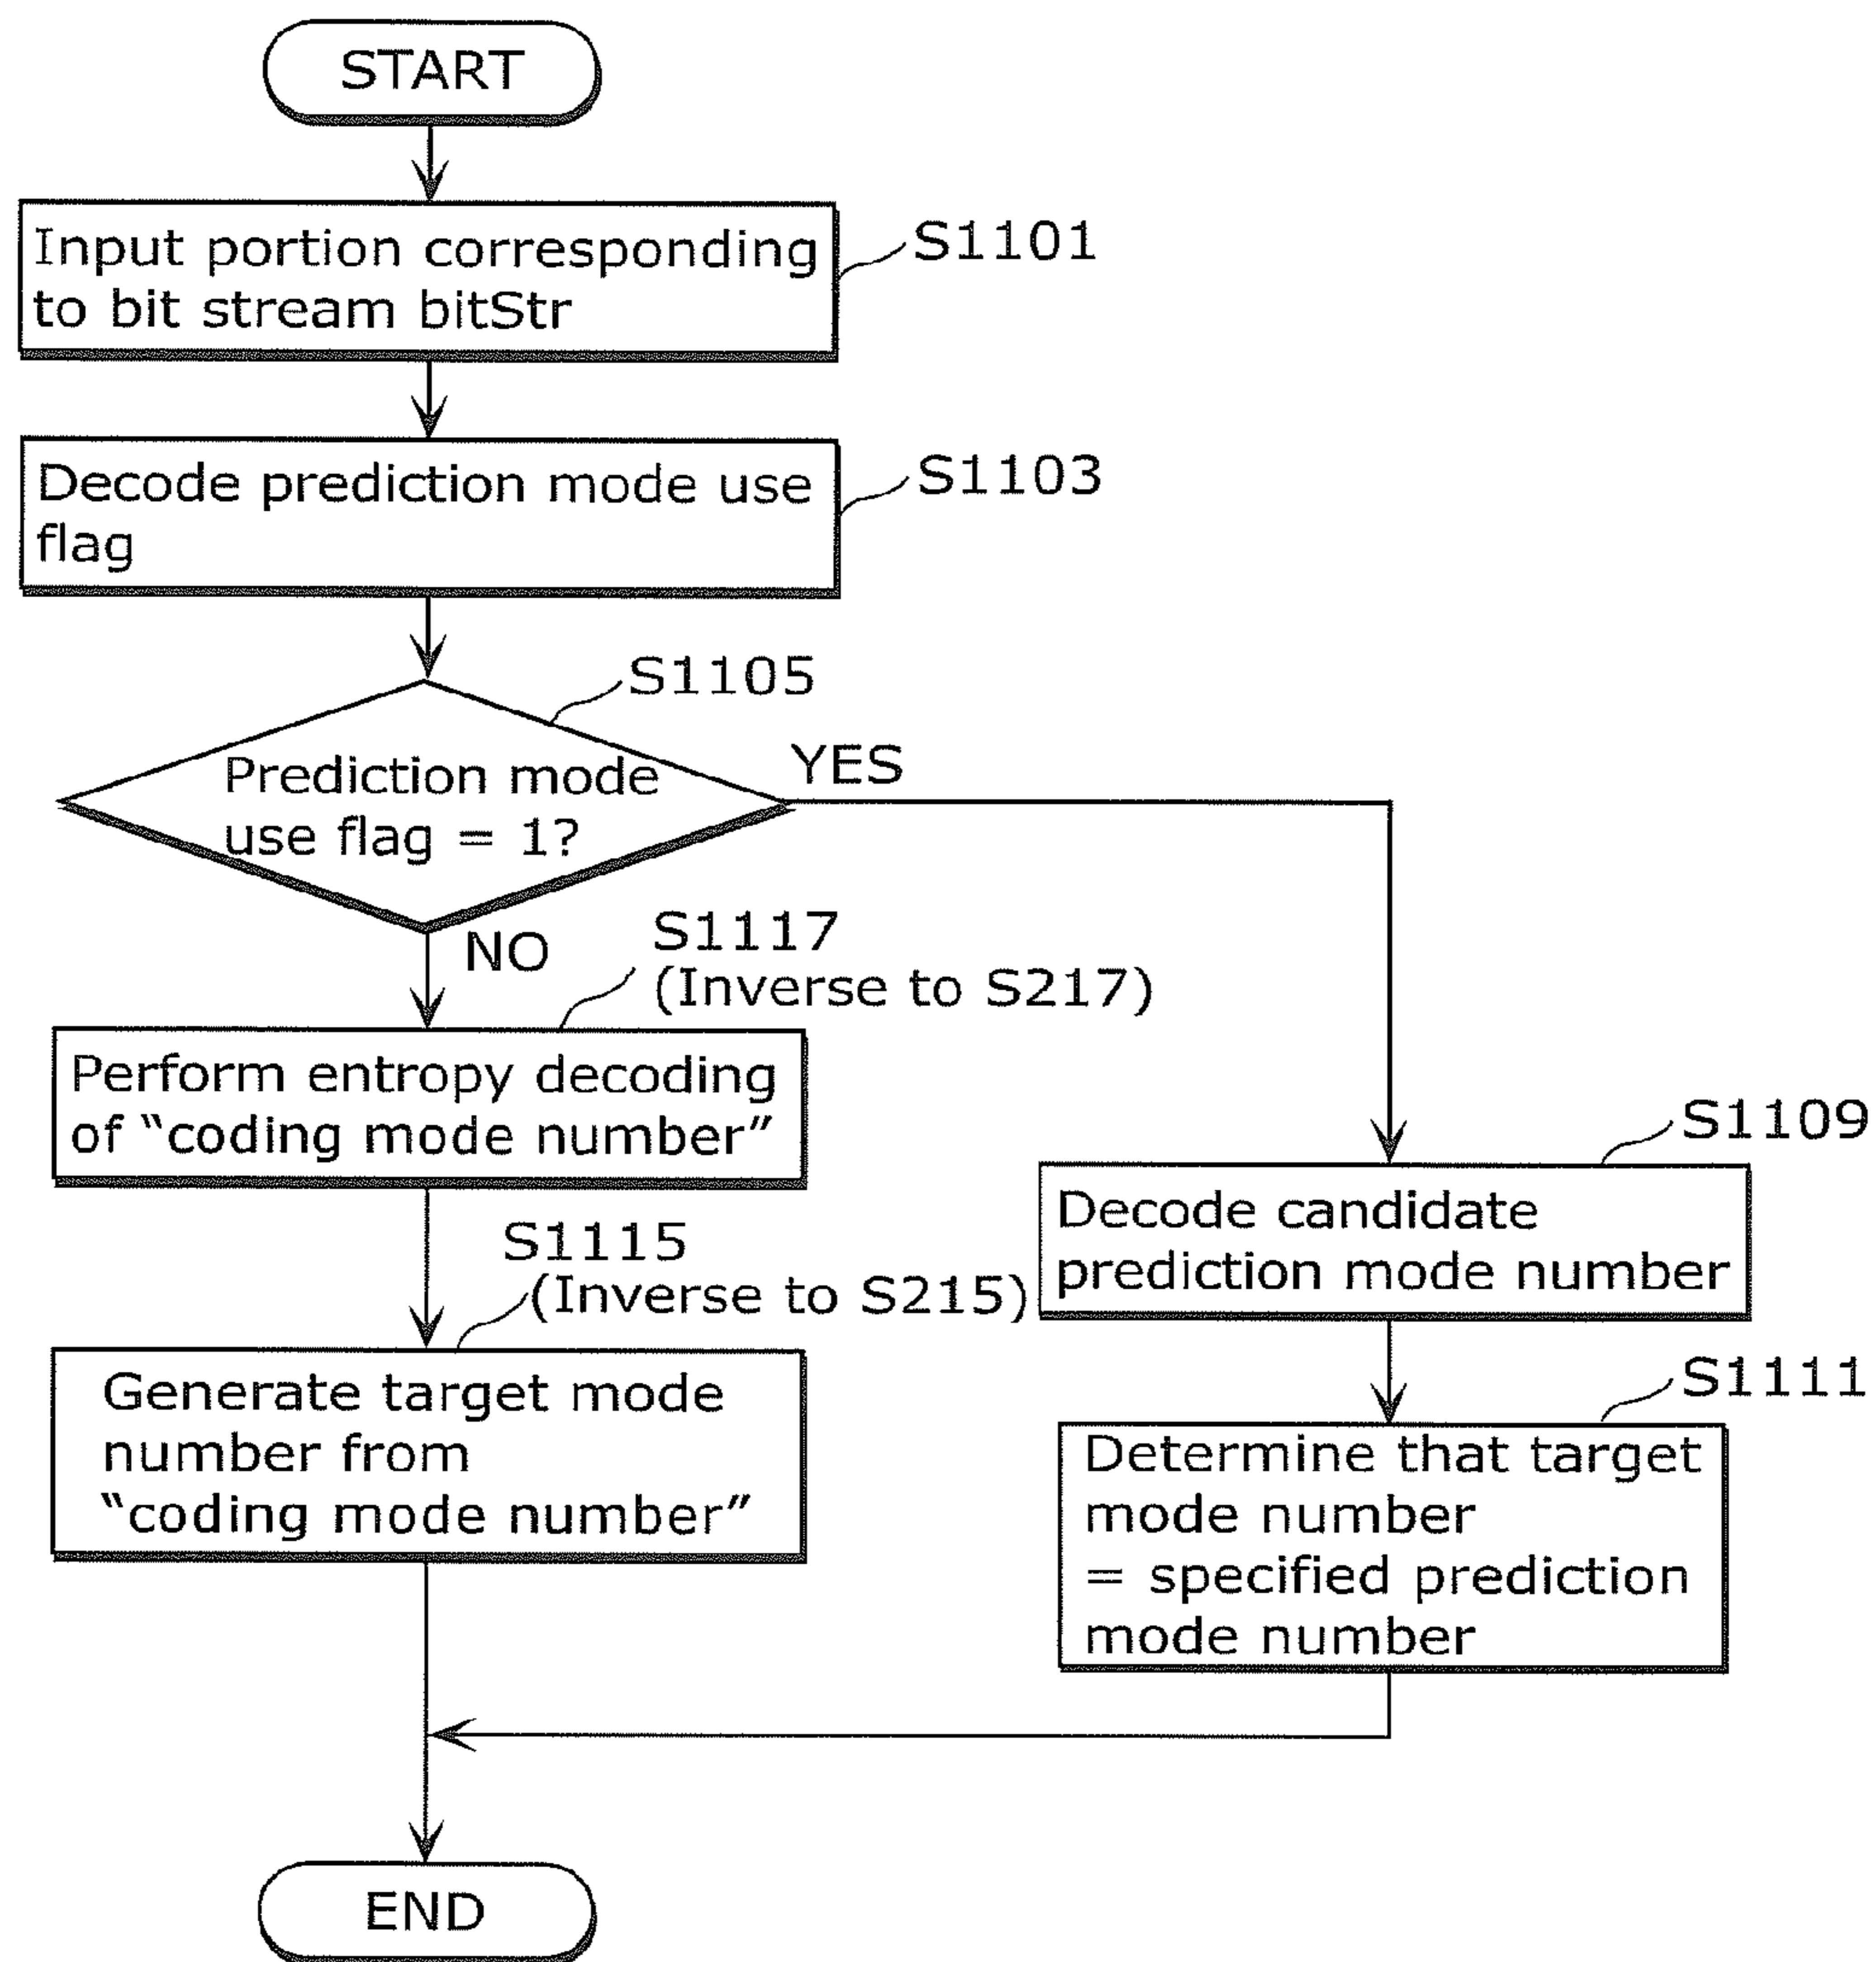 START
Input portion corresponding
to bit stream bitStr
S1101
Decode prediction mode use
flag
S1103
S1105
Prediction mode
use flag = 1?
YES
NO
S1117
(Inverse to S217)
Perform entropy decoding
of “coding mode number”
S1109
Decode candidate
prediction mode number
S1115
(Inverse to S215)
Generate target mode
number from
“coding mode number”
S1111
Determine that target
mode number
= specified prediction
mode number
END